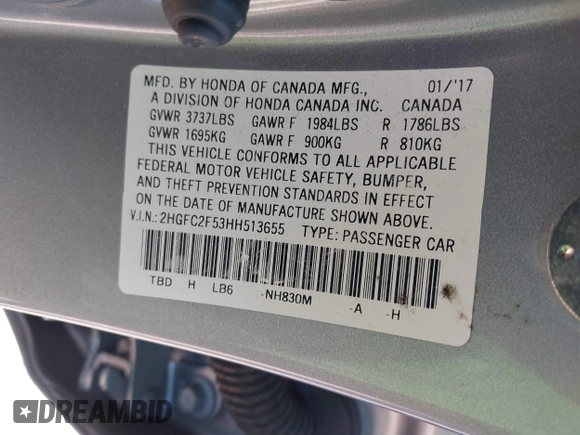 MFD. BY HONDA OF CANADA MFG., 01/'17
A DIVISION OF HONDA CANADA INC. CANADA
GVWR 3737LBS GAWR F 1984LBS R 1786LBS
GVWR 1695KG GAWR F 900KG R 810KG
THIS VEHICLE CONFORMS TO ALL APPLICABLE
FEDERAL MOTOR VEHICLE SAFETY, BUMPER,
AND THEFT PREVENTION STANDARDS IN EFFECT
ON THE DATE OF MANUFACTURE SHOWN ABOVE.
V.I.N.: 2HGFC2F53HH513655 TYPE: PASSENGER CAR
TBD H LB6 -NH830M -A -H
DREAMBID